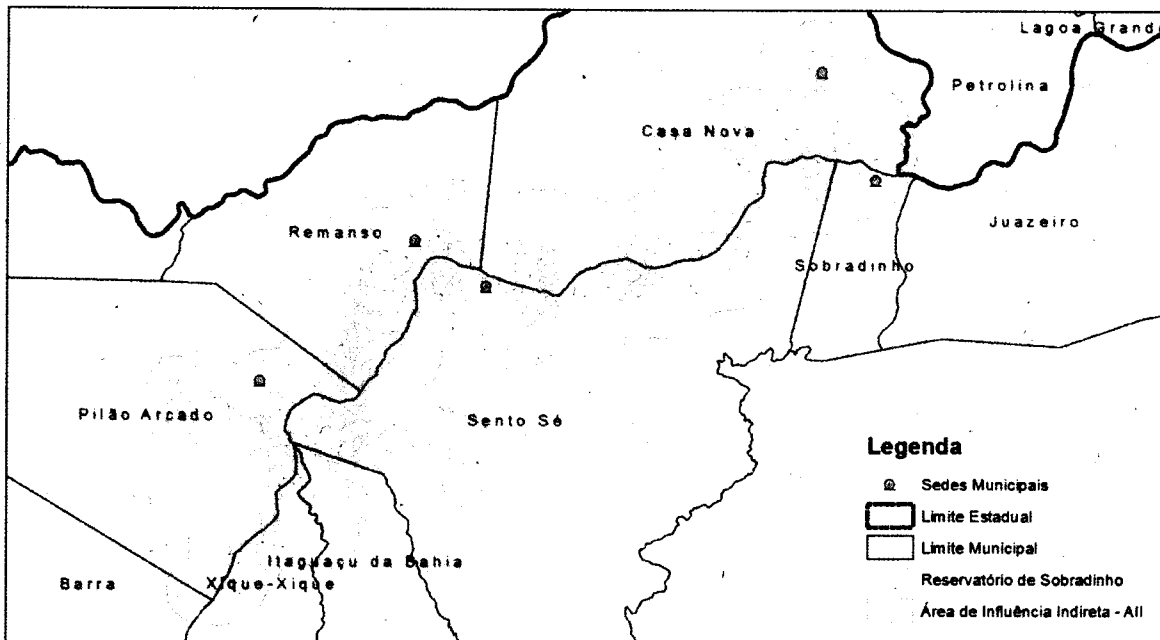 Lagoa Grande
Petrolina
Casa Nova
Juazeiro
Remanso
Sobradinho
Pilão Arcado
Sento Sé
Itaguaçu da Bahia
Xique-Xique
Barra
Legenda
Sedes Municipais
Limite Estadual
Limite Municipal
Reservatório de Sobradinho
Área de Influência Indireta - AII